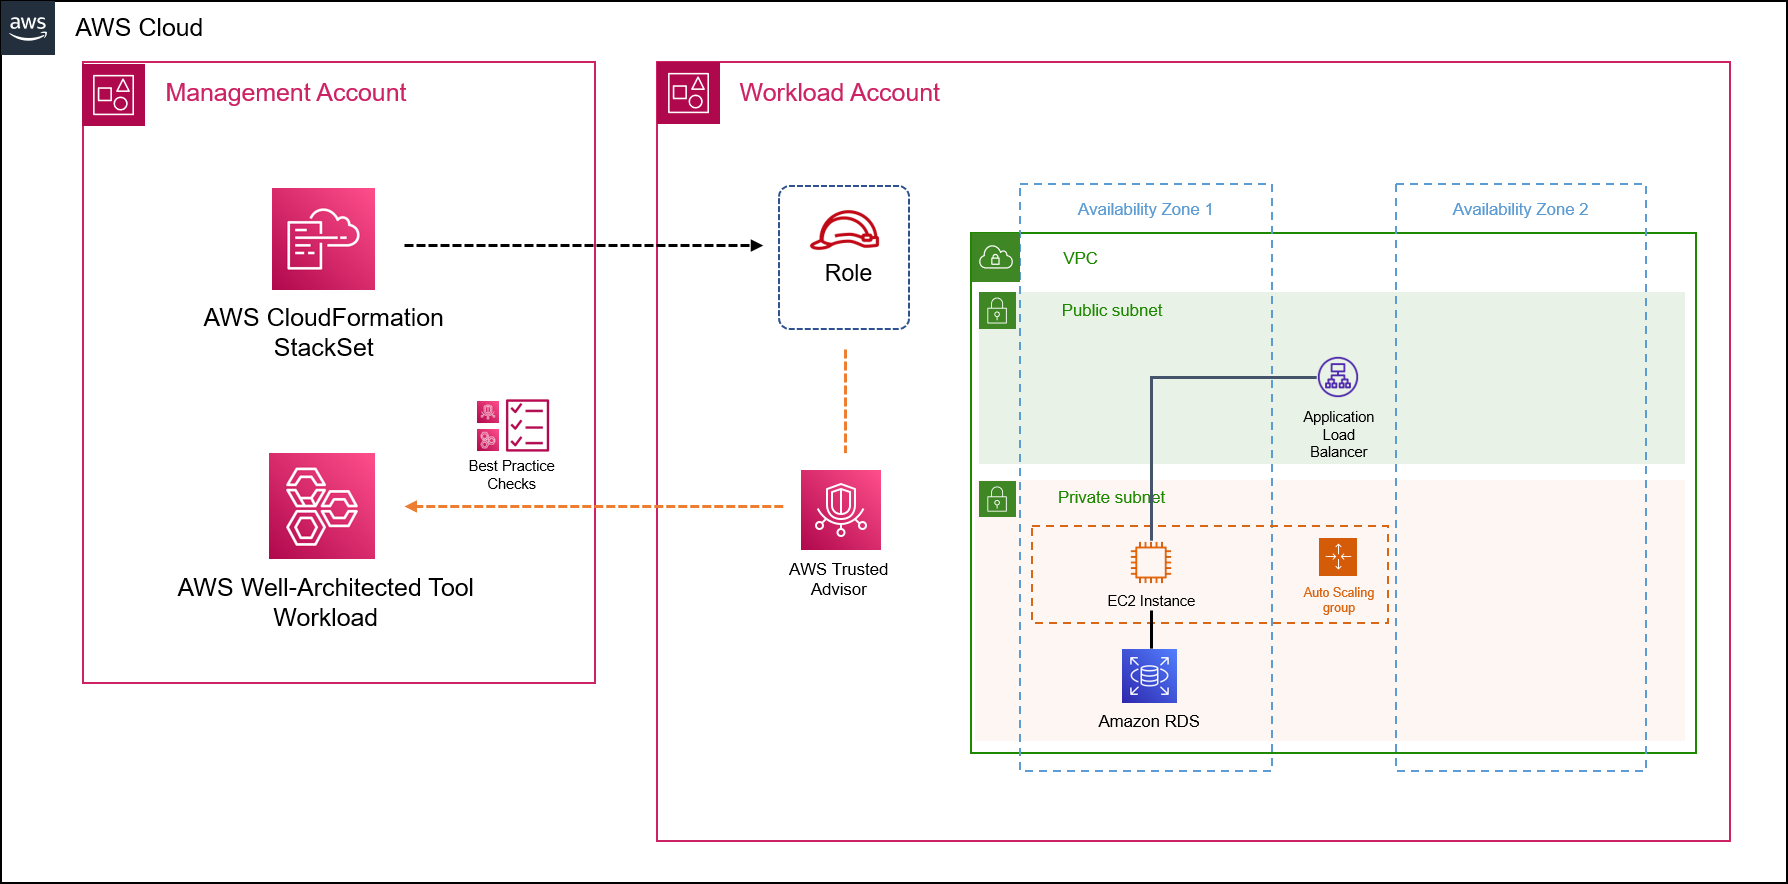 aws
AWS Cloud
Management Account
AWS CloudFormation
StackSet
Best Practice
Checks
AWS Well-Architected Tool
Workload
Workload Account
Role
AWS Trusted
Advisor
Availability Zone 1
Availability Zone 2
VPC
Public subnet
Application
Load
Balancer
Private subnet
EC2 Instance
Auto Scaling
group
Amazon RDS